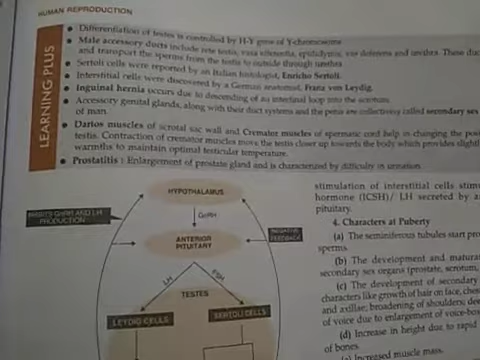 HUMAN REPRODUCTION
LEARNING PLUS
Differentiation of testes is controlled by H-Y gene of Y-chromosome
Male accessory ducts include rete testis, vasa efferentia, epididymis, vas deferens and urethra. These duc
and transport the sperms from the testis to outside through urethra.
Sertoli cells were reported by an Italian histologist, Enrico Sertoli.
Interstitial cells were discovered by a German anatomist, Franz von Leydig.
Inguinal hernia occurs due to descending of an intestinal loop into the scrotum.
Accessory genital glands, along with their duct systems and the penis are collectively called secondary sex
of man.
Dartos muscles of scrotal sac wall and Cremaster muscles of spermatic cord help in changing the pos
testis. Contraction of cremaster muscles move the testis closer up towards the body which provides slight
warmths to maintain optimal testicular temperature.
Prostatitis : Enlargement of prostate gland and is characterized by difficulty in urination.
HYPOTHALAMUS
GnRH
INHIBITS GnRH AND LH
PRODUCTION
ANTERIOR
PITUITARY
NEGATIVE
FEEDBACK
LH
FSH
TESTES
LEYDIG CELLS
SERTOLI CELLS
stimulation of interstitial cells stim
hormone (ICSH)/ LH secreted by a
pituitary.
4. Characters at Puberty
(a) The seminiferous tubules start pr
sperms.
(b) The development and matura
secondary sex organs (prostate, scrotum,
(c) The development of secondary
characters like growth of hair on face, ches
and axillae; broadening of shoulders; de
of voice due to enlargement of voice-box
(d) Increase in height due to rapid
of bones.
Increased muscle mass.